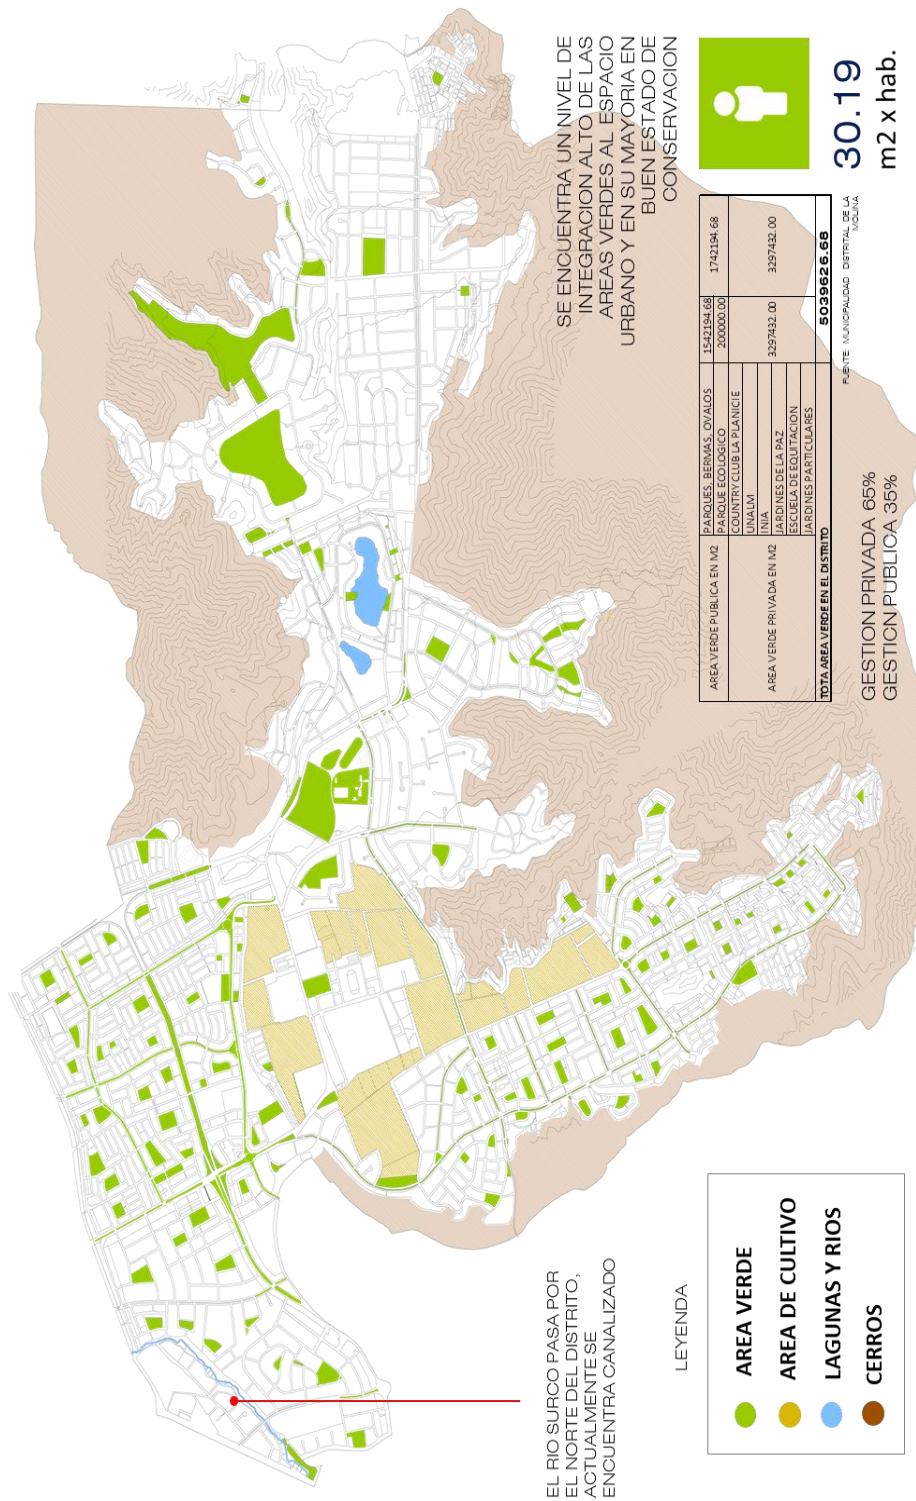 SE ENCUENTRA UN NIVEL DE
INTEGRACION ALTO DE LAS
AREAS VERDES AL ESPACIO
URBANO Y EN SU MAYORIA EN
BUEN ESTADO DE
CONSERVACION
30.19
m2 x hab.
AREA VERDE PUBLICA EN M2
PARQUES, BERMAS, OVALOS 1542194.68 1742194.68
PARQUE ECOLOGICO 200000.00
AREA VERDE PRIVADA EN M2
COUNTRY CLUB LA PLANICIE
UNALM
INIA 3297432.00 3297432.00
JARDINES DE LA PAZ
ESCUELA DE EQUITACION
JARDINES PARTICULARES
TOTA AREA VERDE EN EL DISTRITO 5039626.68
FUENTE: MUNICIPALIDAD DISTRITAL DE LA
MOLINA
GESTION PRIVADA 65%
GESTION PUBLICA 35%
EL RIO SURCO PASA POR
EL NORTE DEL DISTRITO,
ACTUALMENTE SE
ENCUENTRA CANALIZADO
LEYENDA
AREA VERDE
AREA DE CULTIVO
LAGUNAS Y RIOS
CERROS